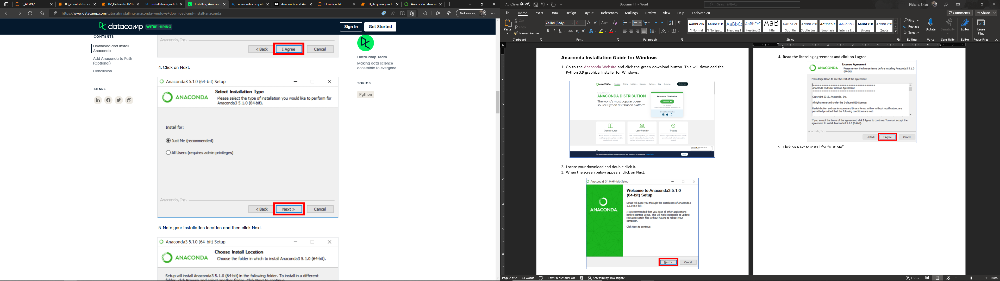 1_ACWA/
03_Zonal statistics
02_Delineate H20s
installation guide f
Installing Anaconda
anaconda compata
Anaconda and Arc
Downloads/
01_Acquiring and
Anaconda | Anacon
https://www.datacamp.com/tutorial/installing-anaconda-windows#download-and-install-anaconda
Not syncing
datacamp WE'RE HIRING
Sign In
Get Started
CONTENTS
Download and Install
Anaconda
Add Anaconda to Path
(Optional)
Conclusion
SHARE
Anaconda, Inc.
< Back
I Agree
Cancel
4. Click on Next.
Anaconda3 5.1.0 (64-bit) Setup
ANACONDA
Select Installation Type
Please select the type of installation you would like to perform for
Anaconda3 5.1.0 (64-bit).
Install for:
Just Me (recommended)
All Users (requires admin privileges)
Anaconda, Inc.
< Back
Next >
Cancel
5. Note your installation location and then click Next.
Anaconda3 5.1.0 (64-bit) Setup
ANACONDA
Choose Install Location
Choose the folder in which to install Anaconda3 5.1.0 (64-bit).
Setup will install Anaconda3 5.1.0 (64-bit) in the following folder. To install in a different
folder, click Browse and select another folder. Click Next to continue.
DataCamp Team
Making data science
accessible to everyone
TOPICS
Python
AutoSave Off
Document1 - Word
Search (Alt+Q)
Pickard, Brian
File Home Insert Draw Design Layout References Mailings Review View Help EndNote 20
Comments
Share
Paste
Cut
Copy
Format Painter
Clipboard
Calibri (Body)
12
Font
Paragraph
¶ Normal
¶ No Spac...
Heading 1
Heading 2
Title
Subtitle
Subtle Em...
Emphasis
Intense E...
Strong
Quote
Styles
Find
Replace
Select
Editing
Dictate
Voice
Sensitivity
Sensitivity
Editor
Editor
Reuse
Files
Reuse Files
Anaconda Installation Guide for Windows
1. Go to the Anaconda Website and click the green download button. This will download the
Python 3.9 graphical installer for Windows.
ANACONDA
Products Pricing Solutions Resources Partners Blog Company
ANACONDA DISTRIBUTION
The world's most popular open-
source Python distribution platform
Anaconda Distribution
Download
Open Source
User-friendly
Trusted
2. Locate your download and double click it.
3. When the screen below appears, click on Next.
Anaconda3 5.1.0 (64-bit) Setup
ANACONDA.
Welcome to Anaconda3 5.1.0
(64-bit) Setup
Setup will guide you through the installation of Anaconda3
5.1.0 (64-bit).
It is recommended that you close all other applications
before starting Setup. This will make it possible to update
relevant system files without having to reboot your
computer.
Click Next to continue.
Next >
Cancel
4. Read the licensing agreement and click on I agree.
ANACONDA
License Agreement
Please review the license terms before installing Anaconda3 5.1.0
(64-bit).
Press Page Down to see the rest of the agreement.
Anaconda End User License Agreement
Copyright 2015, Anaconda, Inc.
All rights reserved under the 3-clause BSD License:
Redistribution and use in source and binary forms, with or without modification, are
permitted provided that the following conditions are met:
If you accept the terms of the agreement, click I Agree to continue. You must accept the
agreement to install Anaconda3 5.1.0 (64-bit).
Anaconda, Inc.
< Back
I Agree
Cancel
5. Click on Next to install for “Just Me”.
Page 2 of 2
63 words
Text Predictions: On
Accessibility: Investigate
Focus
100%